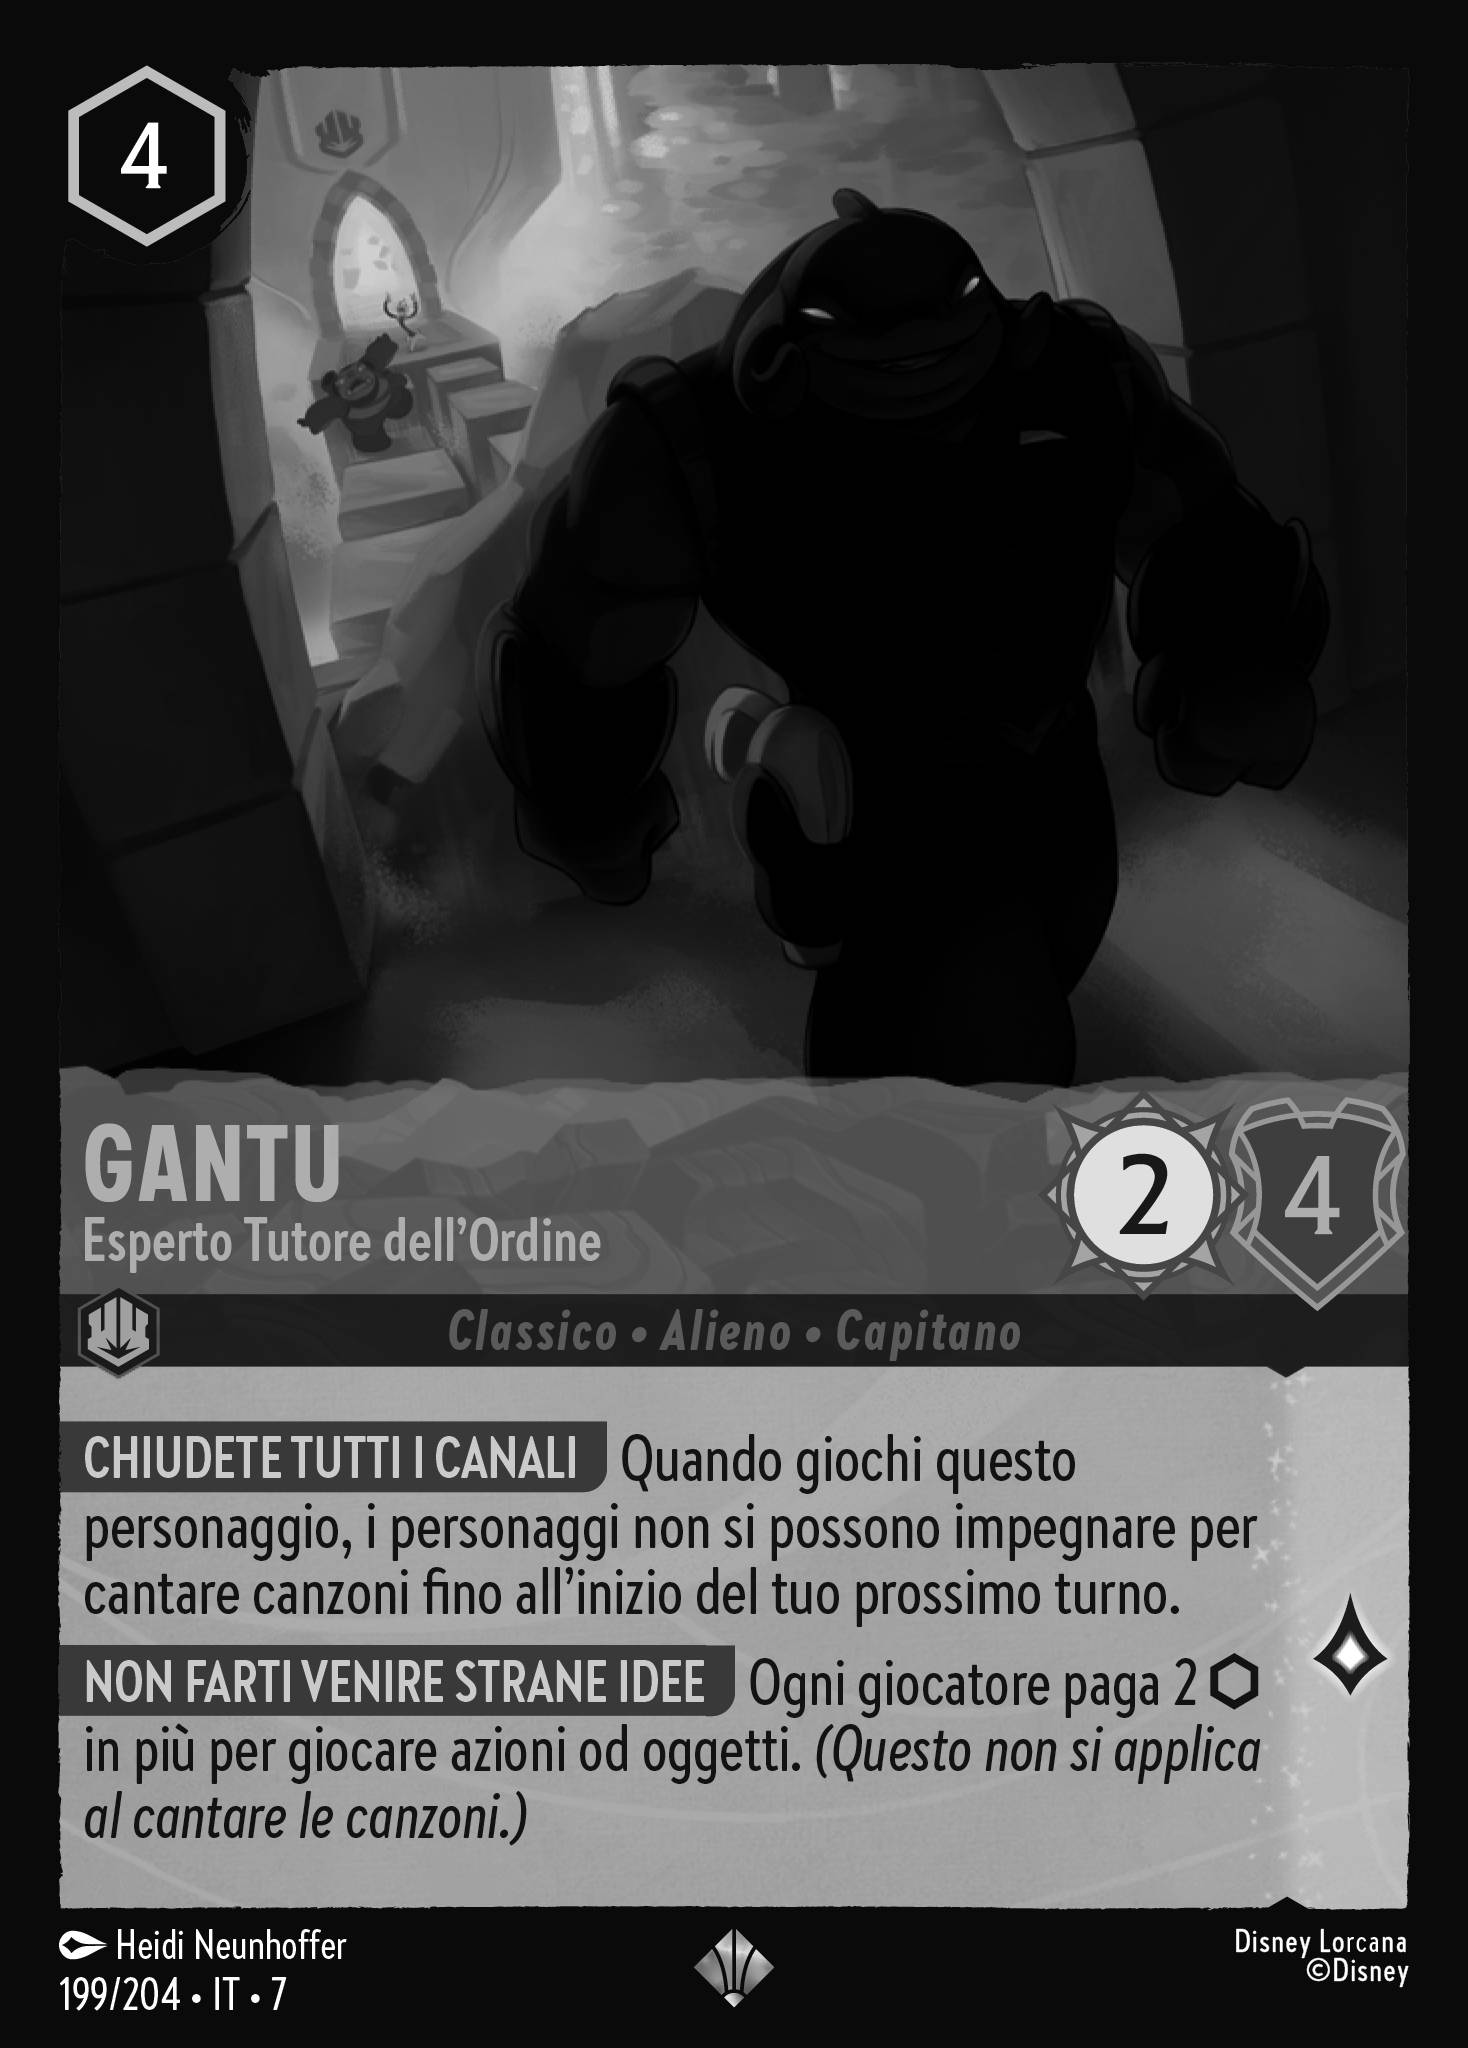 4
GANTU
Esperto Tutore dell’Ordine
2
4
Classico • Alieno • Capitano
CHIUDETE TUTTI I CANALI Quando giochi questo
personaggio, i personaggi non si possono impegnare per
cantare canzoni fino all’inizio del tuo prossimo turno.
NON FARTI VENIRE STRANE IDEE Ogni giocatore paga 2 ⬡
in più per giocare azioni od oggetti. (Questo non si applica
al cantare le canzoni.)
Heidi Neunhoffer
199/204 • IT • 7
Disney Lorcana
©Disney